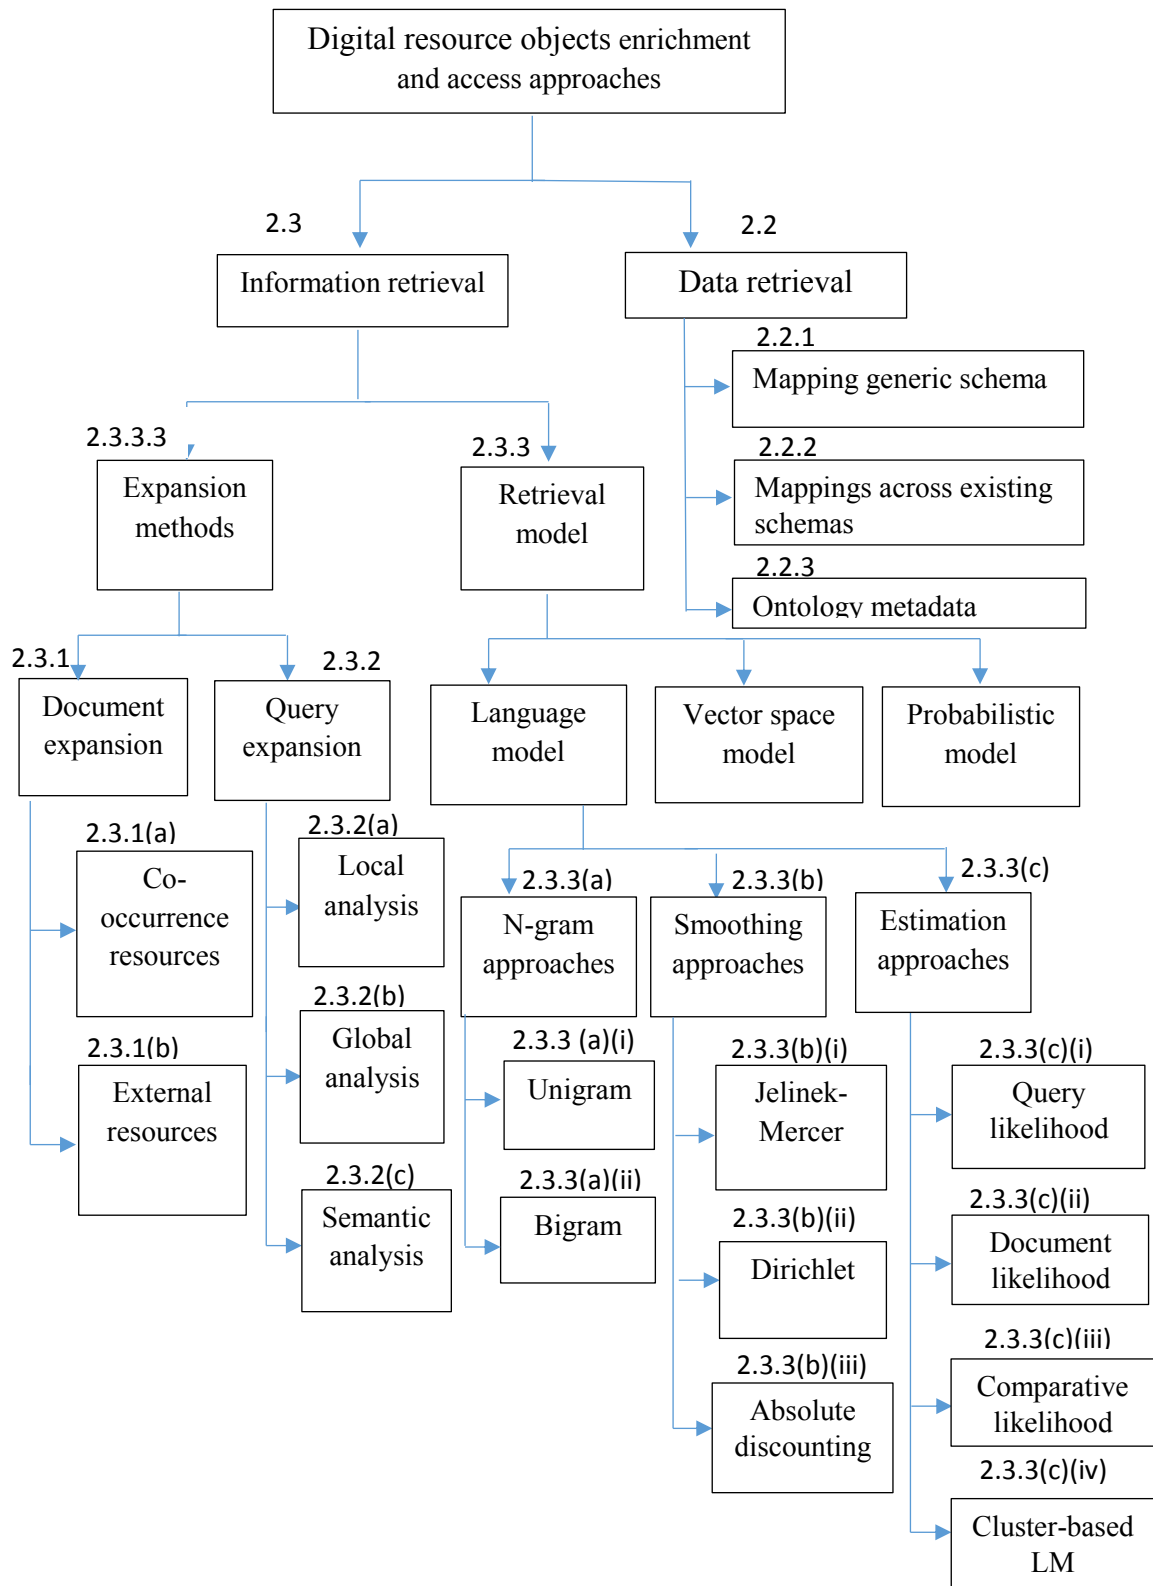 Digital resource objects enrichment
and access approaches
2.3
2.2
Information retrieval
Data retrieval
2.2.1
Mapping generic schema
2.3.3.3
2.3.3
2.2.2
Expansion
methods
Retrieval
model
Mappings across existing
schemas
2.2.3
Ontology metadata
2.3.1
2.3.2
Document
expansion
Query
expansion
Language
model
Vector space
model
Probabilistic
model
2.3.1(a)
2.3.2(a)
Co-
occurrence
resources
Local
analysis
2.3.3(a)
2.3.3(b)
2.3.3(c)
N-gram
approaches
Smoothing
approaches
Estimation
approaches
2.3.2(b)
2.3.1(b)
Global
analysis
External
resources
2.3.3 (a)(i)
2.3.3(b)(i)
2.3.3(c)(i)
Unigram
Jelinek-
Mercer
Query
likelihood
2.3.2(c)
2.3.3(a)(ii)
2.3.3(b)(ii)
2.3.3(c)(ii)
Semantic
analysis
Bigram
Dirichlet
Document
likelihood
2.3.3(b)(iii)
2.3.3(c)(iii)
Absolute
discounting
Comparative
likelihood
2.3.3(c)(iv)
Cluster-based
LM